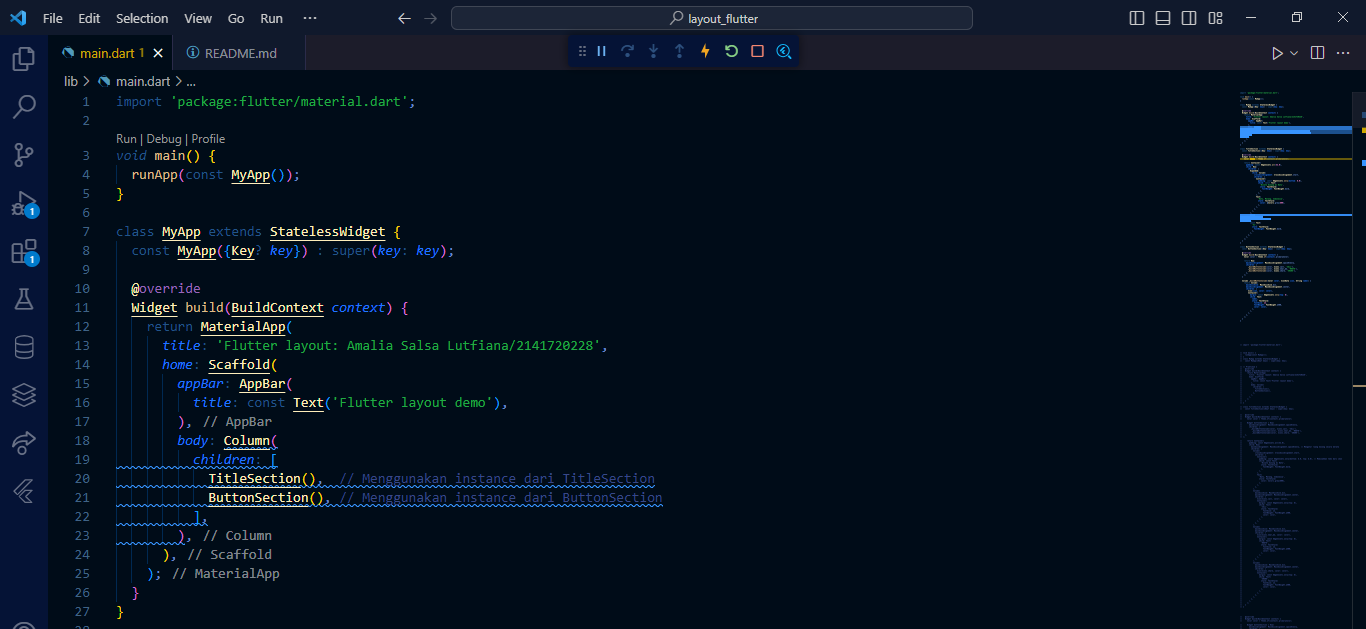 File Edit Selection View Go Run ··· layout_flutter
main.dart 1 README.md
lib > main.dart > ...
1 import 'package:flutter/material.dart';
2
Run | Debug | Profile
3 void main() {
4 runApp(const MyApp());
5 }
6
7 class MyApp extends StatelessWidget {
8 const MyApp({Key? key}) : super(key: key);
9
10 @override
11 Widget build(BuildContext context) {
12 return MaterialApp(
13 title: 'Flutter layout: Amalia Salsa Lutfiana/2141720228',
14 home: Scaffold(
15 appBar: AppBar(
16 title: const Text('Flutter layout demo'),
17 ), // AppBar
18 body: Column(
19 children: [
20 TitleSection(), // Menggunakan instance dari TitleSection
21 ButtonSection(), // Menggunakan instance dari ButtonSection
22 ],
23 ), // Column
24 ), // Scaffold
25 ); // MaterialApp
26 }
27 }
1
1